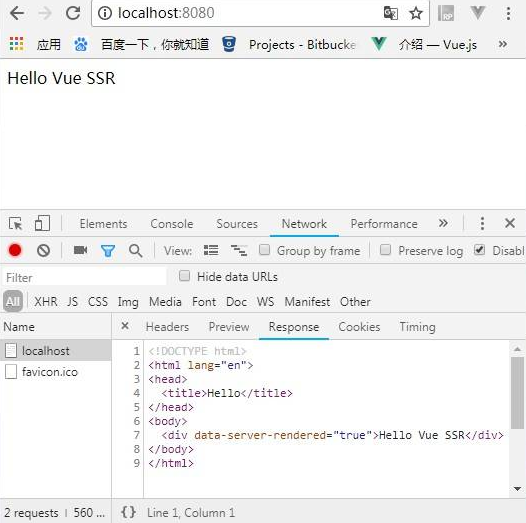 localhost:8080
应用 百度一下，你就知道 Projects - Bitbucke 介绍 — Vue.js »
Hello Vue SSR
Elements Console Sources Network Performance »
View: Group by frame Preserve log Disabl
Filter Hide data URLs
All XHR JS CSS Img Media Font Doc WS Manifest Other
Name × Headers Preview Response Cookies Timing
localhost
favicon.ico
1 <!DOCTYPE html>
2 <html lang="en">
3 <head>
4 <title>Hello</title>
5 </head>
6 <body>
7 <div data-server-rendered="true">Hello Vue SSR</div>
8 </body>
9 </html>
2 requests | 560 ... {} Line 1, Column 1